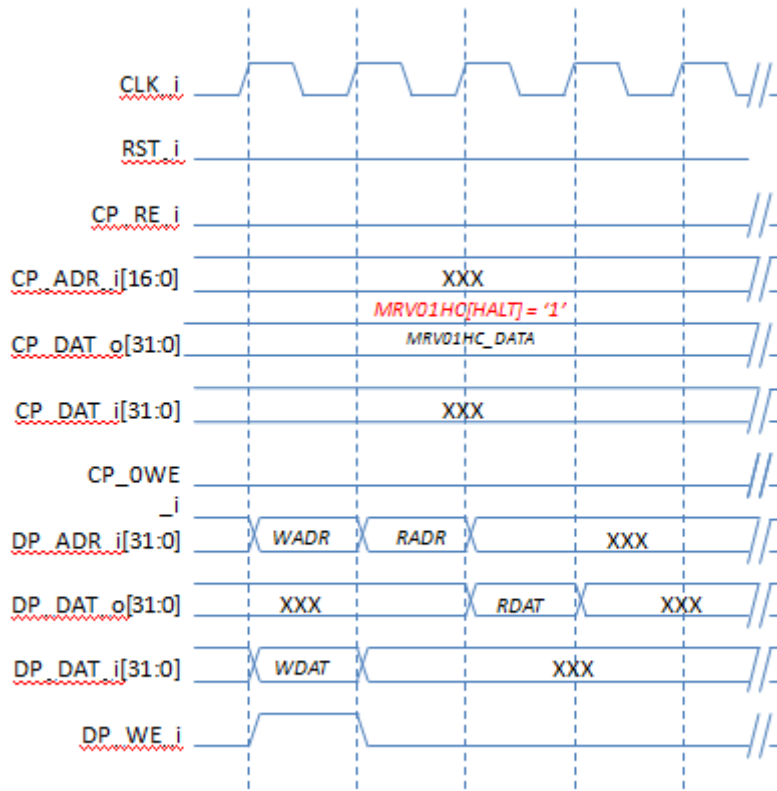 CLK_i
RST_i
CP_RE_i
CP_ADR_i[16:0] XXX
MRV01HC[HALT] = '1'
CP_DAT_o[31:0] MRV01HC_DATA
CP_DAT_i[31:0] XXX
CP_0WE
_i
DP_ADR_i[31:0] WADR RADR XXX
DP_DAT_o[31:0] XXX RDAT XXX
DP_DAT_i[31:0] WDAT XXX
DP_WE_i